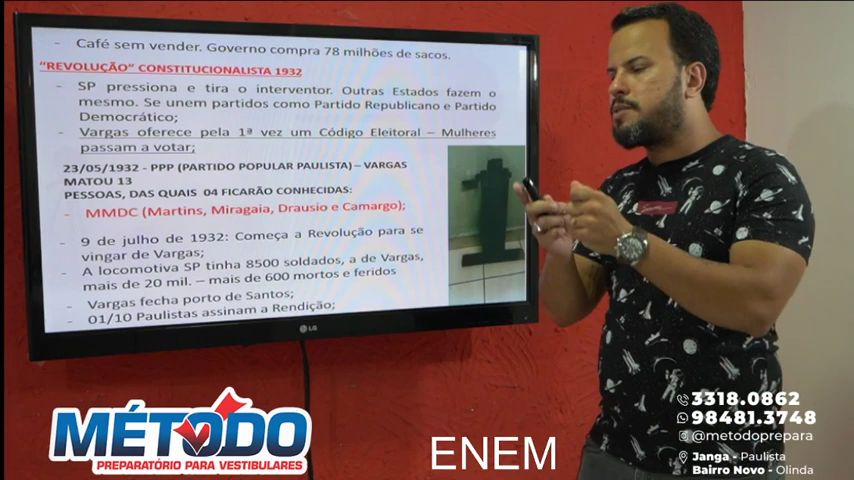 - Café sem vender. Governo compra 78 milhões de sacos.
"REVOLUÇÃO" CONSTITUCIONALISTA 1932
- SP pressiona e tira o interventor. Outras Estados fazem o
mesmo. Se unem partidos como Partido Republicano e Partido
Democrático;
- Vargas oferece pela 1ª vez um Código Eleitoral – Mulheres
passam a votar;
23/05/1932 - PPP (PARTIDO POPULAR PAULISTA) – VARGAS
MATOU 13
PESSOAS, DAS QUAIS 04 FICARÃO CONHECIDAS:
- MMDC (Martins, Miragaia, Drausio e Camargo);
- 9 de julho de 1932: Começa a Revolução para se
vingar de Vargas;
- A locomotiva SP tinha 8500 soldados, a de Vargas,
mais de 20 mil. – mais de 600 mortos e feridos
- Vargas fecha porto de Santos;
- 01/10 Paulistas assinam a Rendição;
LG
MÉTODO
PREPARATÓRIO PARA VESTIBULARES
ENEM
3318.0862
98481.3748
@metodoprepara
Janga - Paulista
Bairro Novo - Olinda